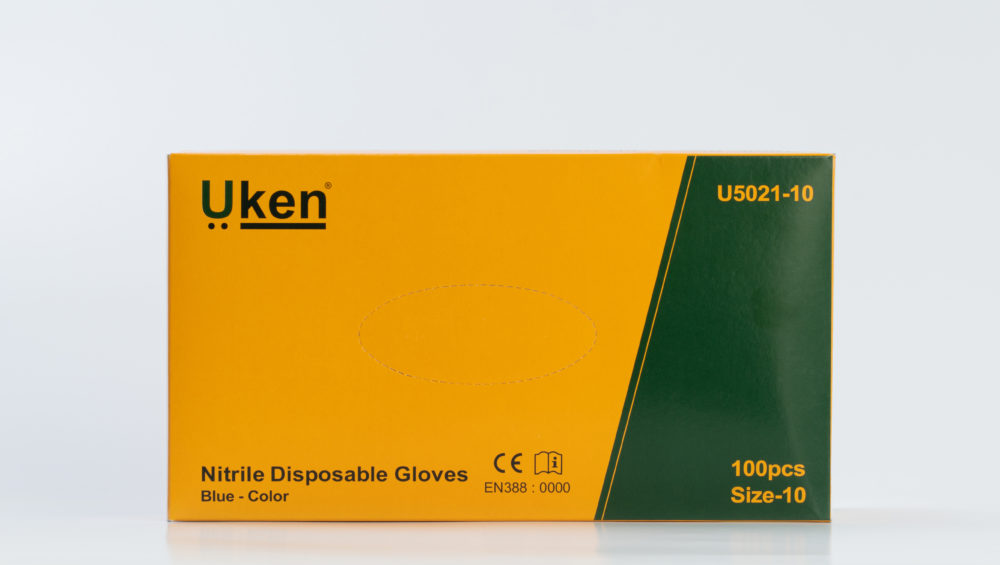 Uken®
U5021-10
Nitrile Disposable Gloves
Blue - Color
CE
EN388 : 0000
100pcs
Size-10